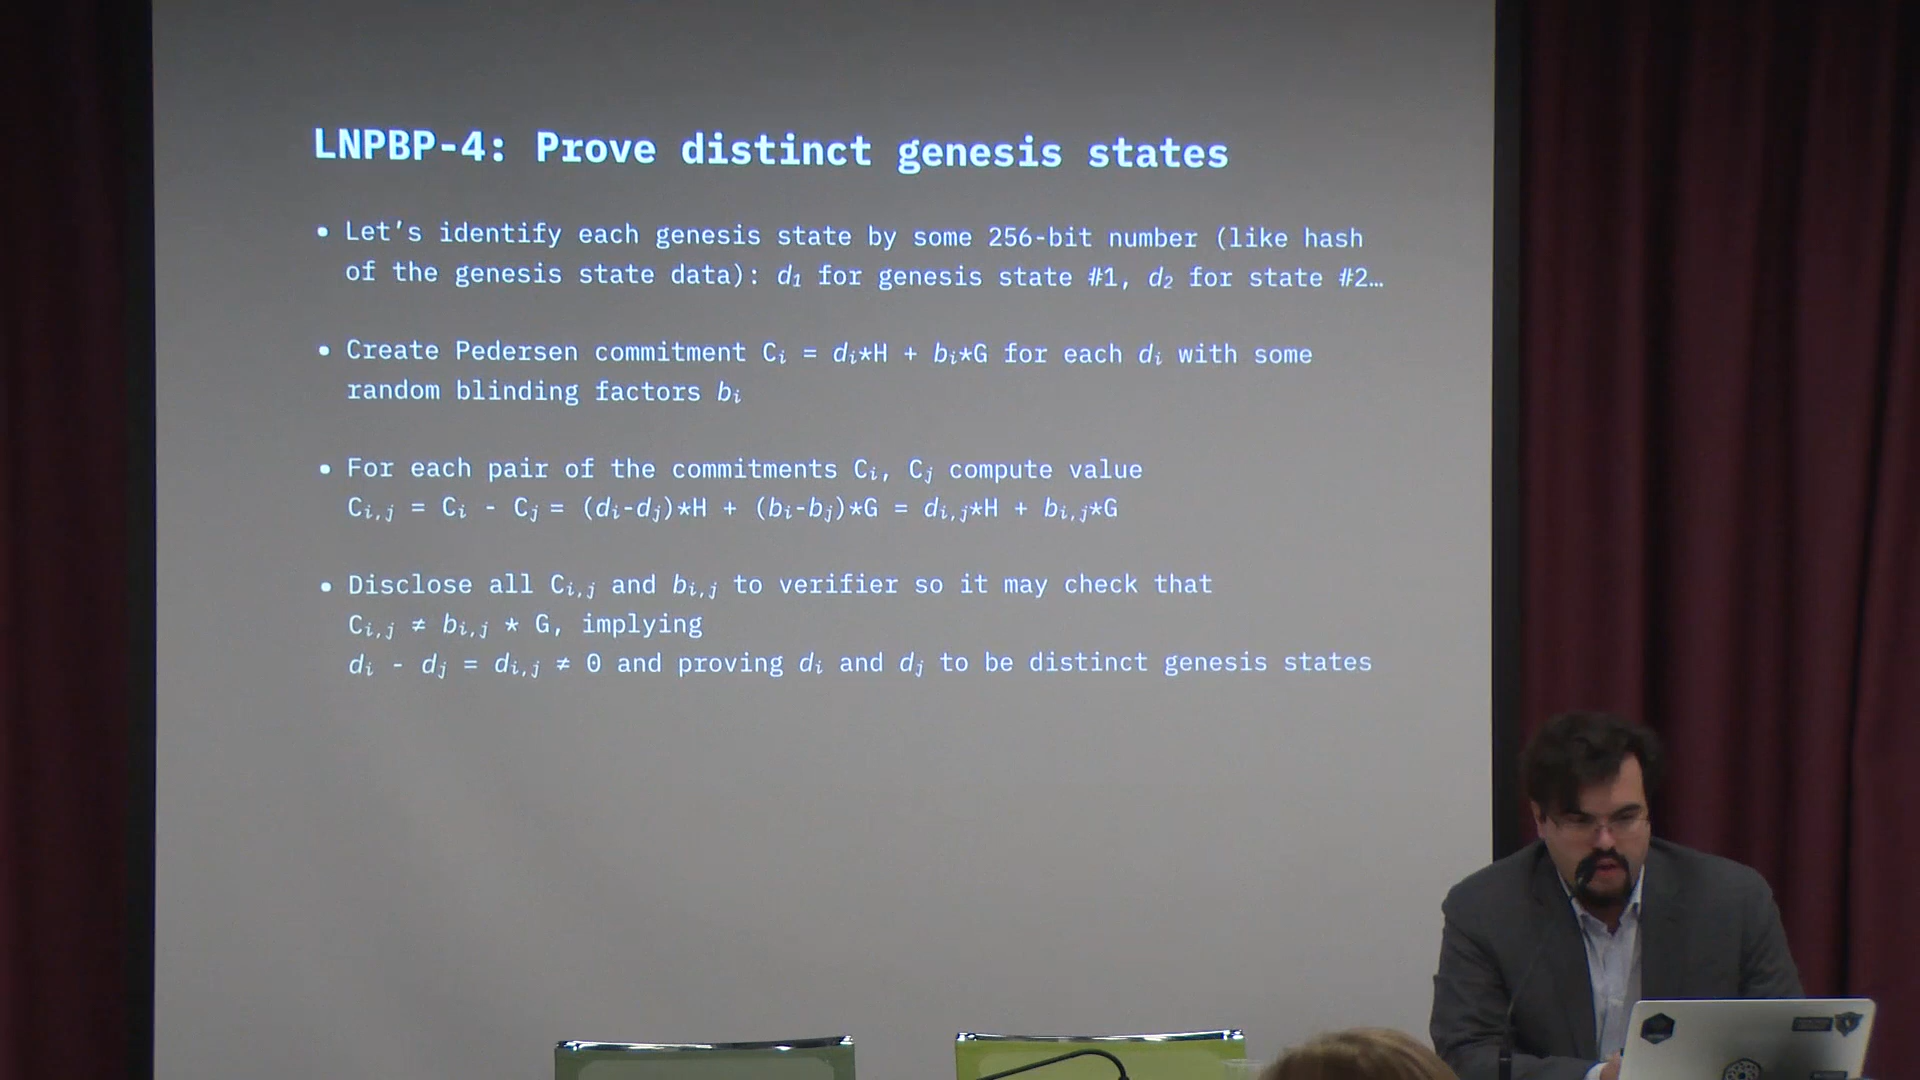 LNPBP-4: Prove distinct genesis states
• Let’s identify each genesis state by some 256-bit number (like hash
of the genesis state data): d₁ for genesis state #1, d₂ for state #2…
• Create Pedersen commitment Cᵢ = dᵢ*H + bᵢ*G for each dᵢ with some
random blinding factors bᵢ
• For each pair of the commitments Cᵢ, Cⱼ compute value
Cᵢ,ⱼ = Cᵢ - Cⱼ = (dᵢ-dⱼ)*H + (bᵢ-bⱼ)*G = dᵢ,ⱼ*H + bᵢ,ⱼ*G
• Disclose all Cᵢ,ⱼ and bᵢ,ⱼ to verifier so it may check that
Cᵢ,ⱼ ≠ bᵢ,ⱼ * G, implying
dᵢ - dⱼ = dᵢ,ⱼ ≠ 0 and proving dᵢ and dⱼ to be distinct genesis states